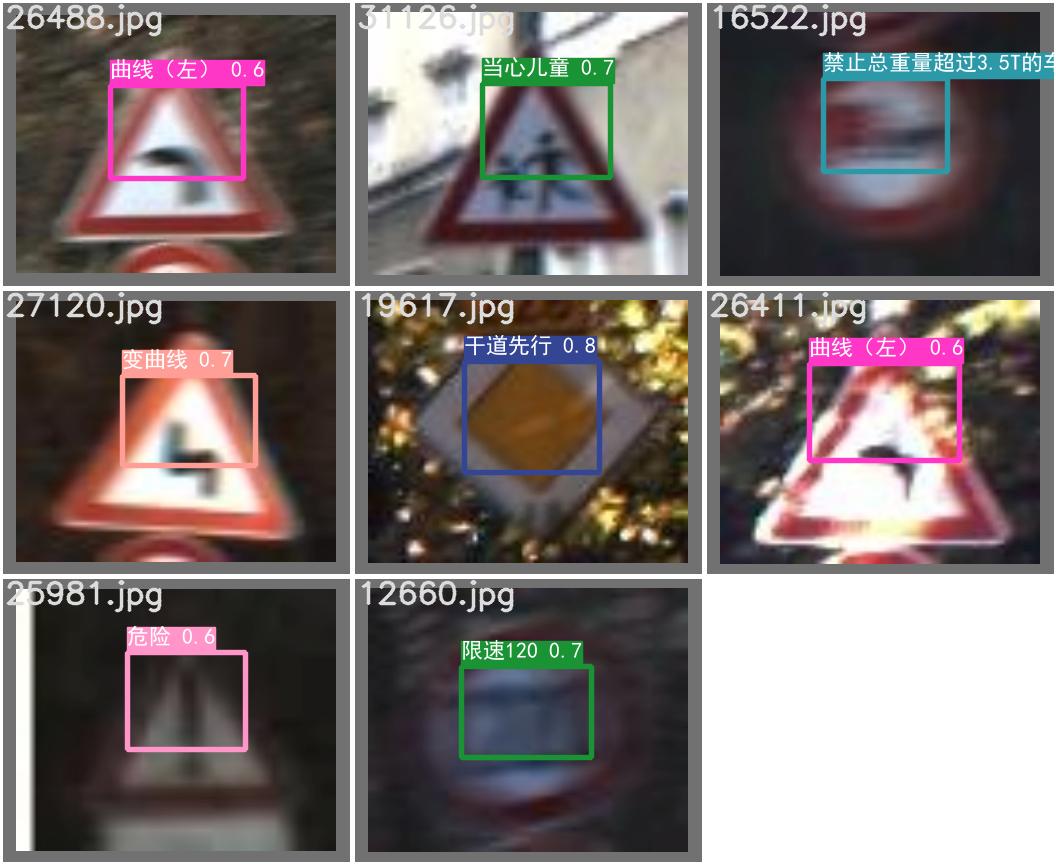 26488.jpg
曲线（左） 0.6
31126.jpg
当心儿童 0.7
16522.jpg
禁止总重量超过3.5T的车
27120.jpg
变曲线 0.7
19617.jpg
干道先行 0.8
26411.jpg
曲线（左） 0.6
25981.jpg
危险 0.6
12660.jpg
限速120 0.7